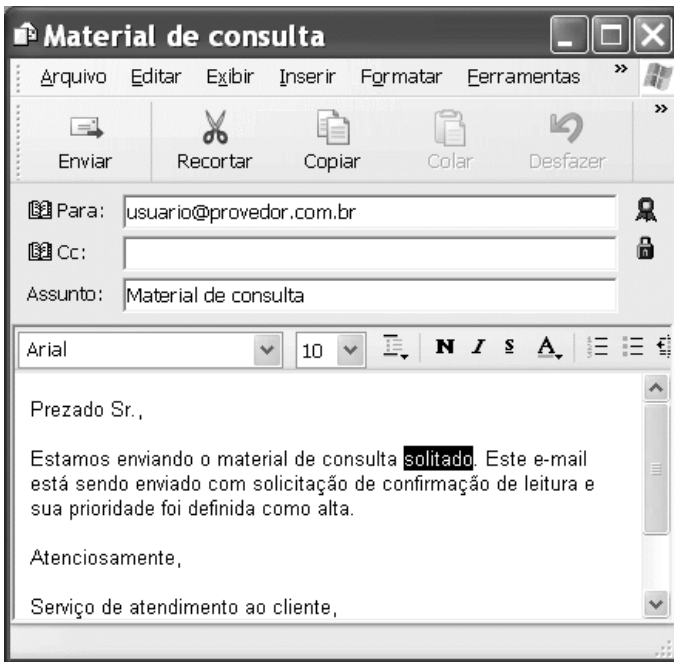 Material de consulta
Arquivo Editar Exibir Inserir Formatar Ferramentas »
Enviar Recortar Copiar Colar Desfazer »
Para: usuario@provedor.com.br
Cc:
Assunto: Material de consulta
Arial 10 N I S A
Prezado Sr.,
Estamos enviando o material de consulta solitado. Este e-mail
está sendo enviado com solicitação de confirmação de leitura e
sua prioridade foi definida como alta.
Atenciosamente,
Serviço de atendimento ao cliente,